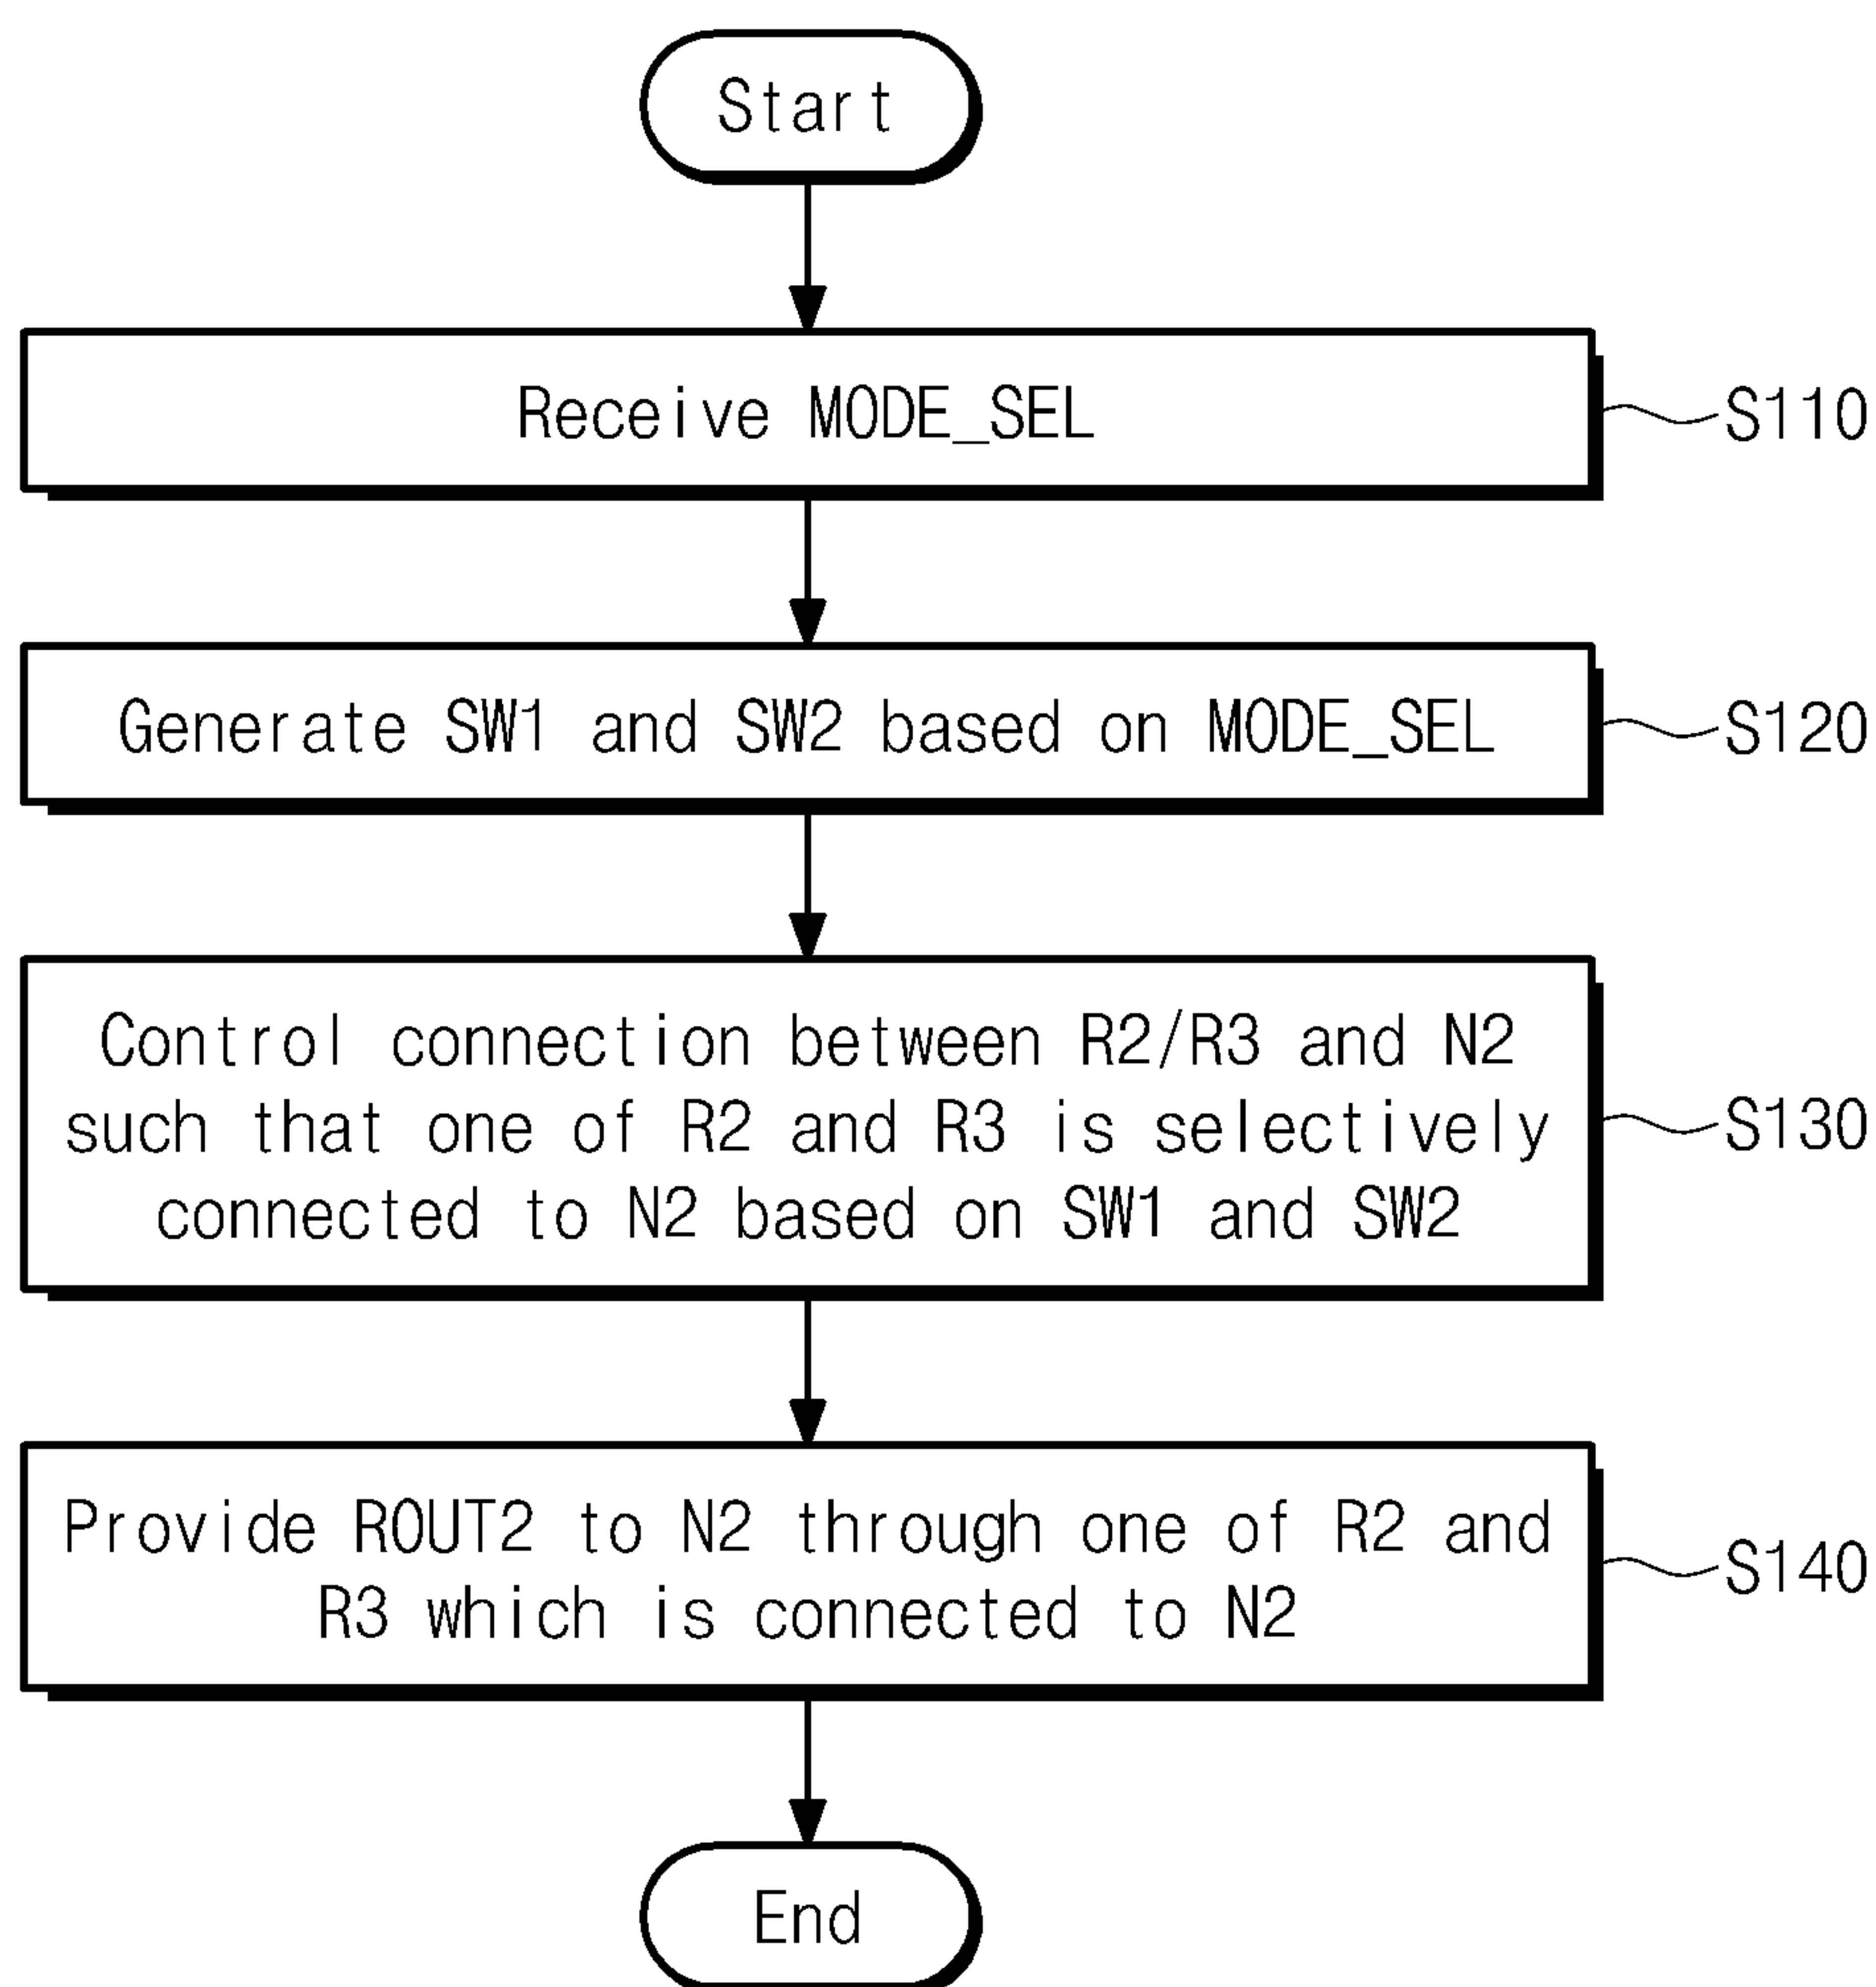 Start
Receive MODE_SEL
S110
Generate SW1 and SW2 based on MODE_SEL
S120
Control connection between R2/R3 and N2
such that one of R2 and R3 is selectively
connected to N2 based on SW1 and SW2
S130
Provide ROUT2 to N2 through one of R2 and
R3 which is connected to N2
S140
End